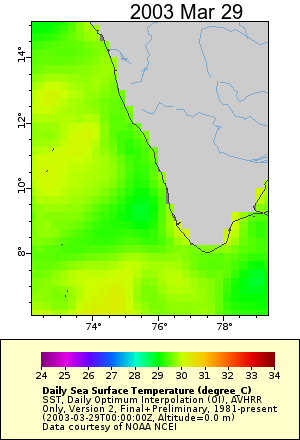 2003 Mar 29
14°
12°
10°
8°
74°
76°
78°
24 25 26 27 28 29 30 31 32 33 34
Daily Sea Surface Temperature (degree_C)
SST, Daily Optimum Interpolation (OI), AVHRR
Only, Version 2, Final+Preliminary, 1981-present
(2003-03-29T00:00:00Z, Altitude=0.0 m)
Data courtesy of NOAA NCEI